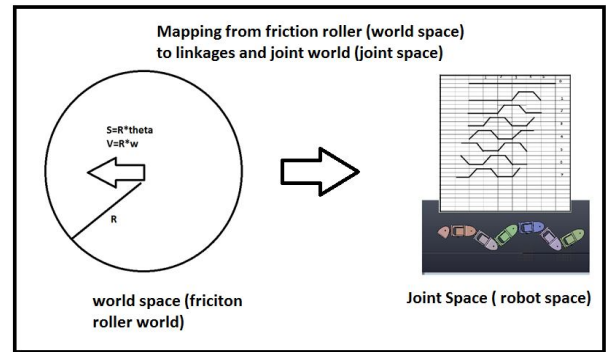 Mapping from friction roller (world space)
to linkages and joint world (joint space)
S=R*theta
V=R*w
R
world space (friciton
roller world)
Joint Space ( robot space)